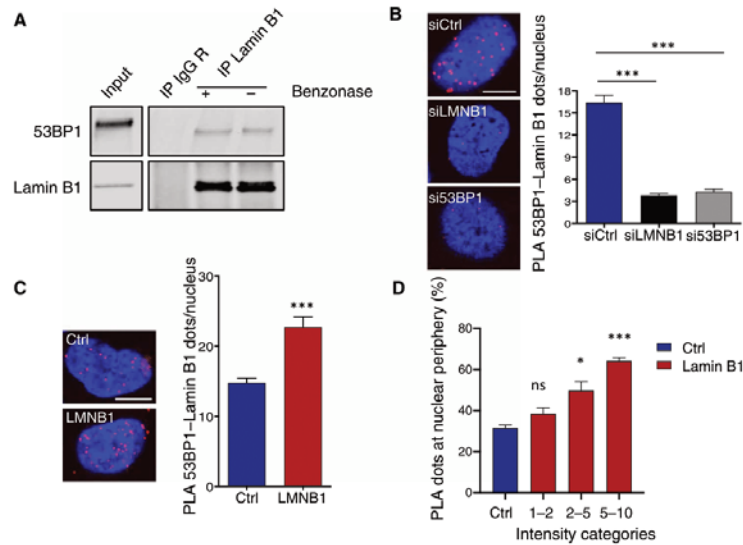 A
Input
IP IgG R
IP Lamin B1
+
−
Benzonase
53BP1
Lamin B1
B
siCtrl
siLMNB1
si53BP1
PLA 53BP1–Lamin B1 dots/nucleus
***
***
18
15
12
9
6
3
0
siCtrl
siLMNB1
si53BP1
C
Ctrl
LMNB1
PLA 53BP1–Lamin B1 dots/nucleus
30
20
15
0
***
Ctrl
LMNB1
D
PLA dots at nuclear periphery (%)
80
60
40
20
0
ns
*
***
Ctrl
Lamin B1
Ctrl
1–2
2–5
5–10
Intensity categories